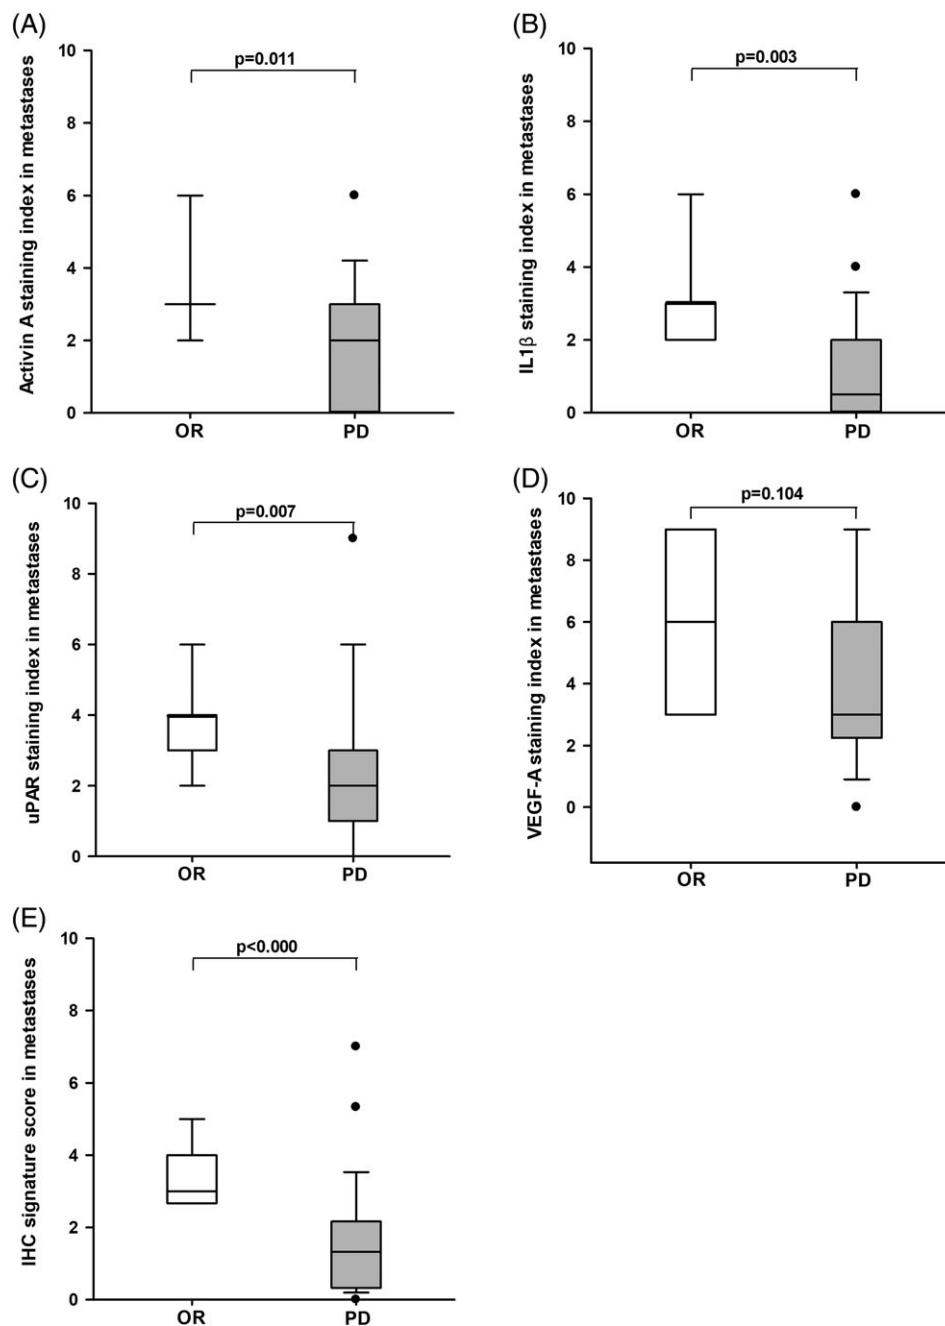 (A)
Activin A staining index in metastases
10
8
6
4
2
0
p=0.011
OR PD
(B)
IL1β staining index in metastases
10
8
6
4
2
0
p=0.003
OR PD
(C)
uPAR staining index in metastases
10
8
6
4
2
0
p=0.007
OR PD
(D)
VEGF-A staining index in metastases
10
8
6
4
2
0
p=0.104
OR PD
(E)
IHC signature score in metastases
10
8
6
4
2
0
p<0.000
OR PD